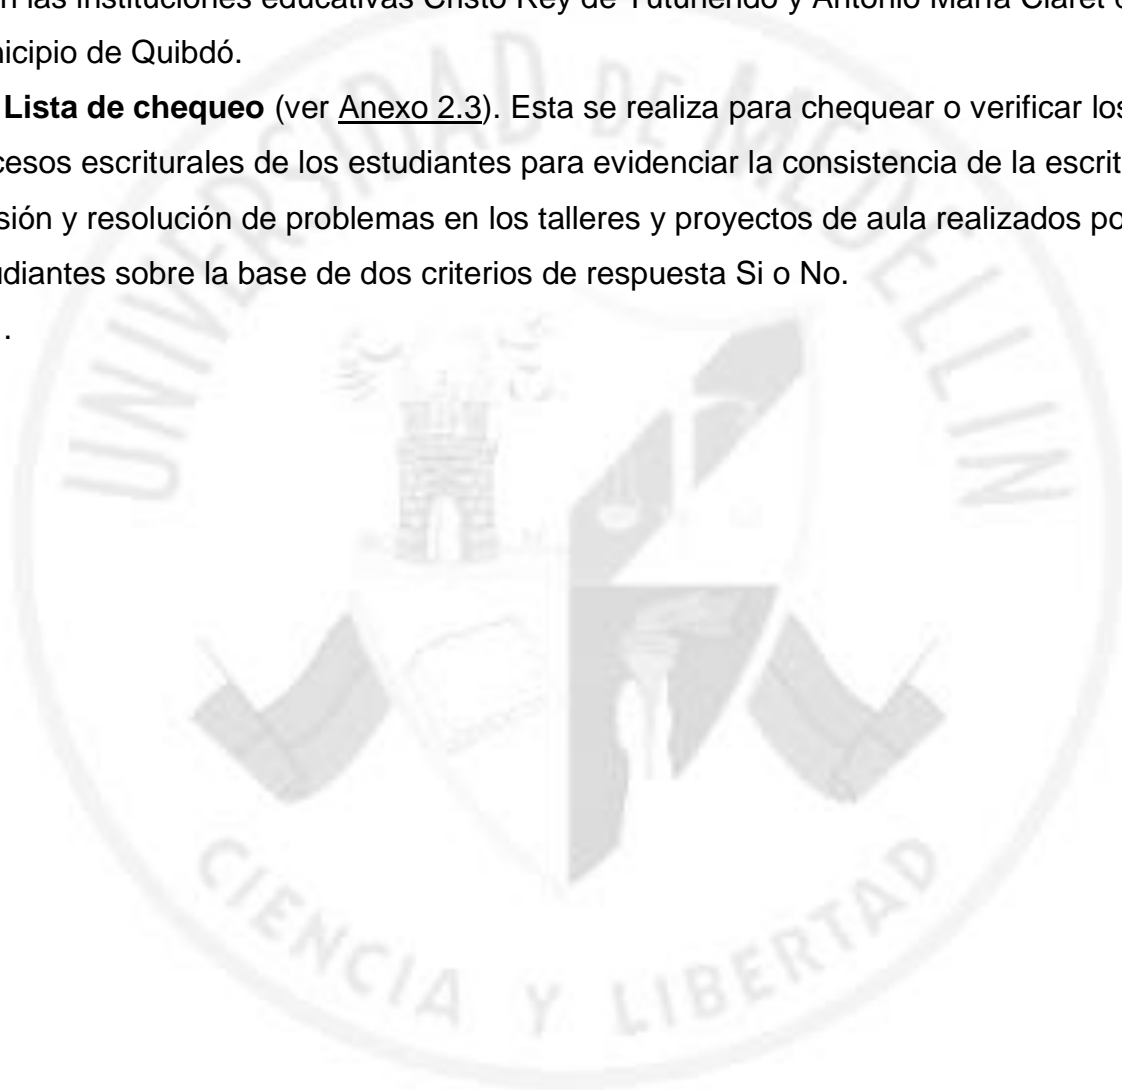 n las instituciones educativas Cristo Rey de Tutunendo y Antonio María Claret
nicipio de Quibdó.
Lista de chequeo (ver Anexo 2.3). Esta se realiza para chequear o verificar los
cesos escriturales de los estudiantes para evidenciar la consistencia de la escrit
sión y resolución de problemas en los talleres y proyectos de aula realizados po
udiantes sobre la base de dos criterios de respuesta Si o No.
.
UNIVERSIDAD DE MEDELLIN
CIENCIA Y LIBERTAD